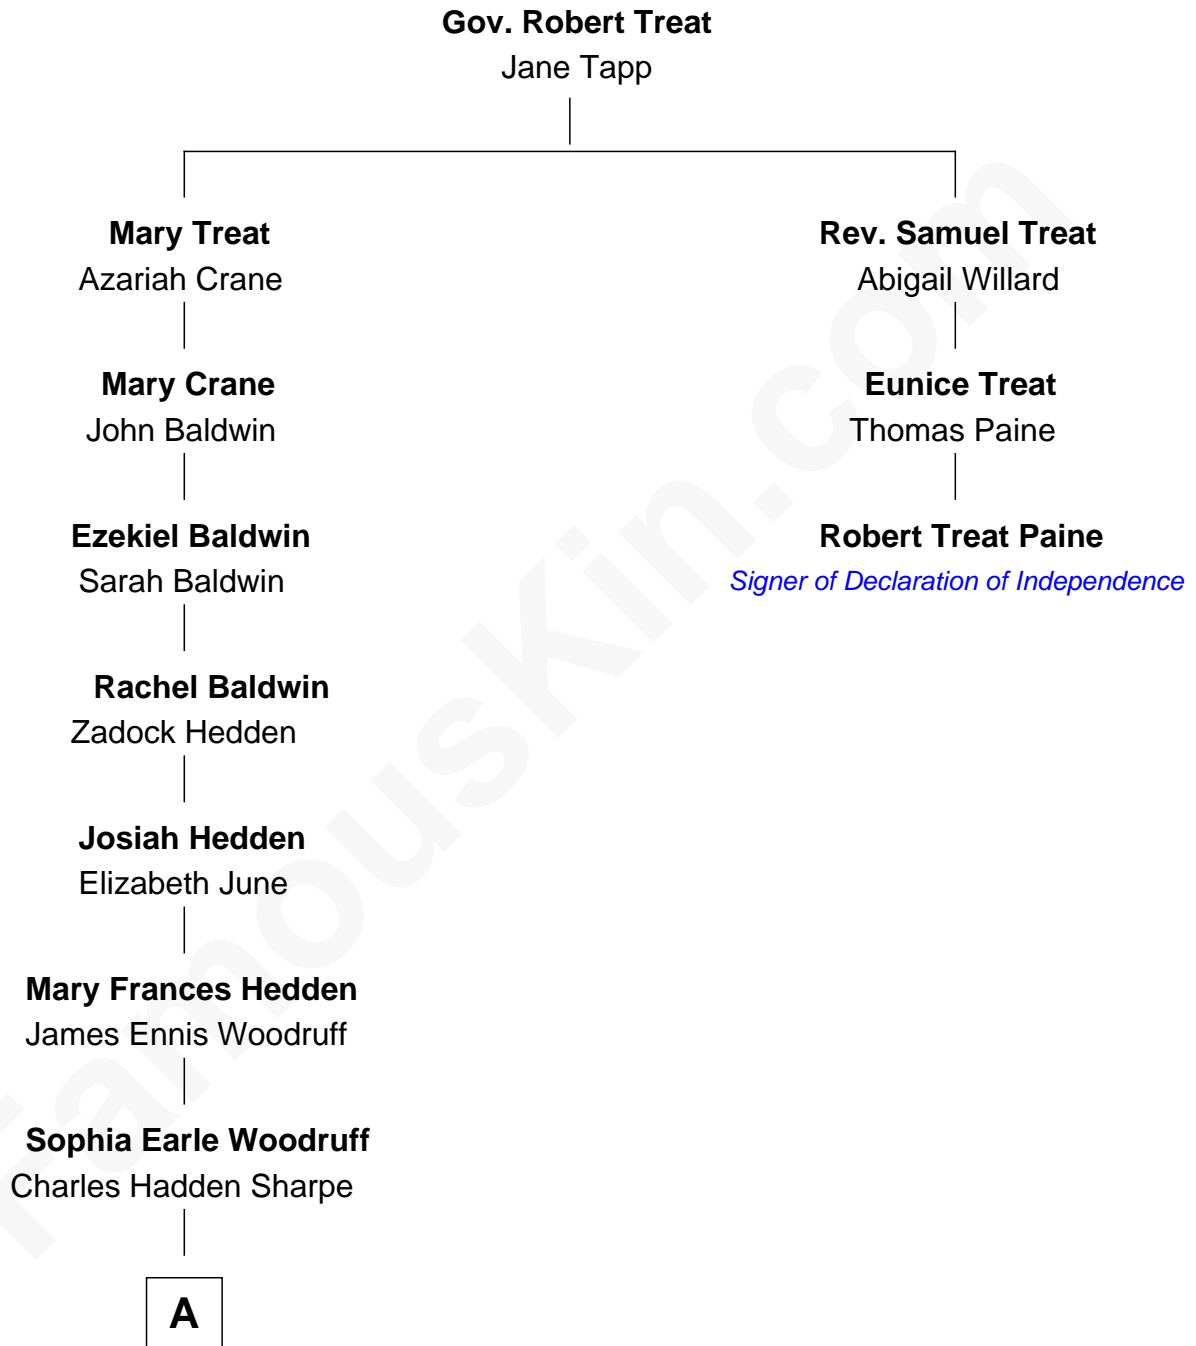 Gov. Robert Treat
Jane Tapp
Mary Treat
Azariah Crane
Rev. Samuel Treat
Abigail Willard
Mary Crane
John Baldwin
Eunice Treat
Thomas Paine
Ezekiel Baldwin
Sarah Baldwin
Robert Treat Paine
Signer of Declaration of Independence
Rachel Baldwin
Zadock Hedden
Josiah Hedden
Elizabeth June
Mary Frances Hedden
James Ennis Woodruff
Sophia Earle Woodruff
Charles Hadden Sharpe
A
FamousKin.com